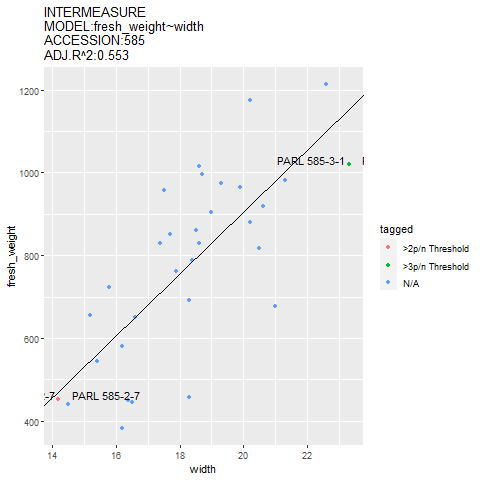 INTERMEASURE
MODEL:fresh_weight~width
ACCESSION:585
ADJ.R^2:0.553
1200
1000
800
600
400
fresh_weight
PARL 585-3-1
-7
PARL 585-2-7
14
16
18
20
22
width
tagged
>2p/n Threshold
>3p/n Threshold
N/A